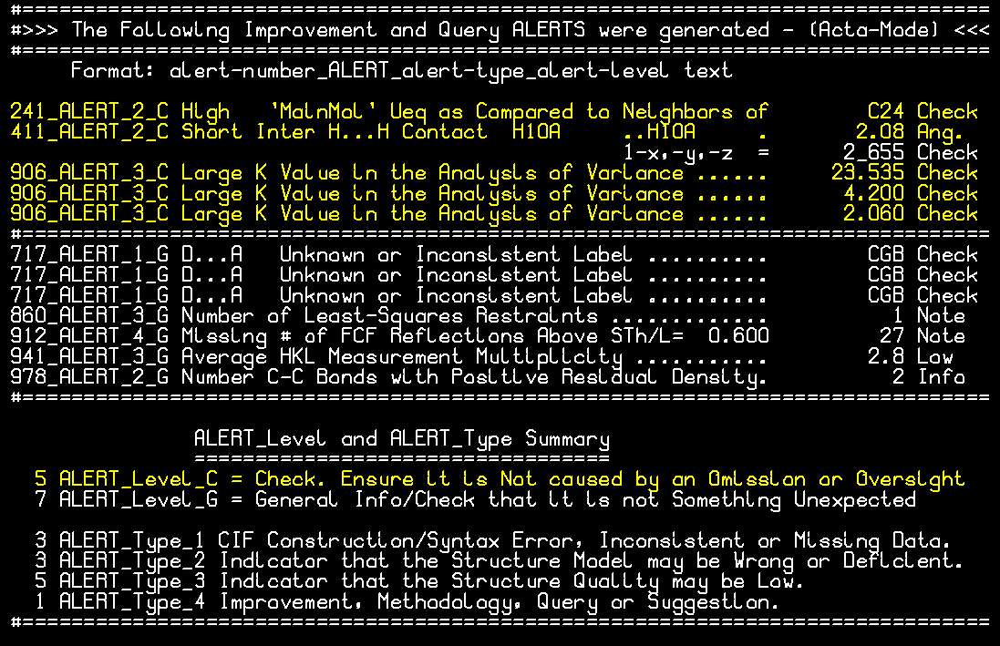 #===============================================================================
#>>> The Following Improvement and Query ALERTS were generated - (Acta-Mode) <<<
#===============================================================================
     Format: alert-number_ALERT_alert-type_alert-level text
241_ALERT_2_C High   'MainMol' Ueq as Compared to Neighbors of        C24 Check
411_ALERT_2_C Short Inter H...H Contact  H10A     ..H10A     .       2.08 Ang.
                                                  1-x,-y,-z  =      2_655 Check
906_ALERT_3_C Large K Value in the Analysis of Variance ......     23.535 Check
906_ALERT_3_C Large K Value in the Analysis of Variance ......      4.200 Check
906_ALERT_3_C Large K Value in the Analysis of Variance ......      2.060 Check
#===============================================================================
717_ALERT_1_G D...A   Unknown or Inconsistent Label ..........        CGB Check
717_ALERT_1_G D...A   Unknown or Inconsistent Label ..........        CGB Check
717_ALERT_1_G D...A   Unknown or Inconsistent Label ..........        CGB Check
860_ALERT_3_G Number of Least-Squares Restraints .............          1 Note
912_ALERT_4_G Missing # of FCF Reflections Above STh/L=  0.600         27 Note
941_ALERT_3_G Average HKL Measurement Multiplicity ...........        2.8 Low
978_ALERT_2_G Number C-C Bonds with Positive Residual Density.          2 Info
#===============================================================================
               ALERT_Level and ALERT_Type Summary
               ==================================
  5 ALERT_Level_C = Check. Ensure it is Not caused by an Omission or Oversight
  7 ALERT_Level_G = General Info/Check that it is not Something Unexpected
  3 ALERT_Type_1 CIF Construction/Syntax Error, Inconsistent or Missing Data.
  3 ALERT_Type_2 Indicator that the Structure Model may be Wrong or Deficient.
  5 ALERT_Type_3 Indicator that the Structure Quality may be Low.
  1 ALERT_Type_4 Improvement, Methodology, Query or Suggestion.
#===============================================================================